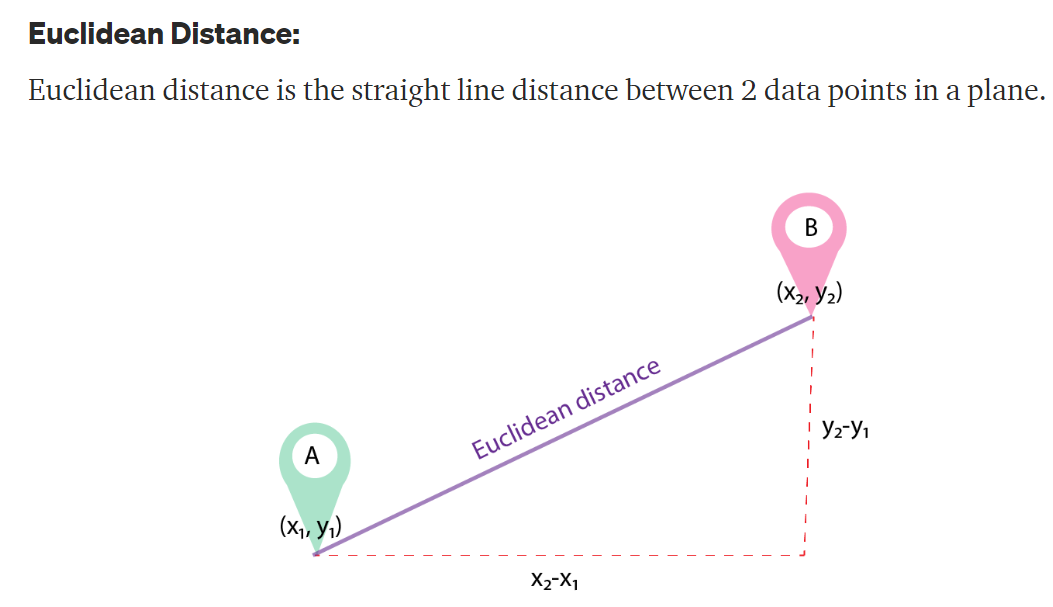 Euclidean Distance:
Euclidean distance is the straight line distance between 2 data points in a plane.
B
(x₂, y₂)
Euclidean distance
y₂-y₁
A
(x₁, y₁)
x₂-x₁